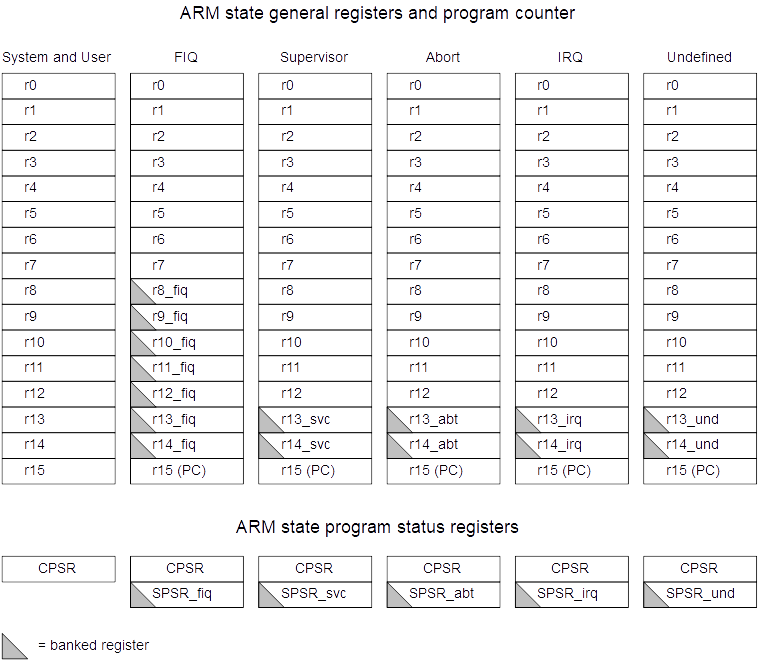 ARM state general registers and program counter
System and User FIQ Supervisor Abort IRQ Undefined
r0 r0 r0 r0 r0 r0
r1 r1 r1 r1 r1 r1
r2 r2 r2 r2 r2 r2
r3 r3 r3 r3 r3 r3
r4 r4 r4 r4 r4 r4
r5 r5 r5 r5 r5 r5
r6 r6 r6 r6 r6 r6
r7 r7 r7 r7 r7 r7
r8 r8_fiq r8 r8 r8 r8
r9 r9_fiq r9 r9 r9 r9
r10 r10_fiq r10 r10 r10 r10
r11 r11_fiq r11 r11 r11 r11
r12 r12_fiq r12 r12 r12 r12
r13 r13_fiq r13_svc r13_abt r13_irq r13_und
r14 r14_fiq r14_svc r14_abt r14_irq r14_und
r15 r15 (PC) r15 (PC) r15 (PC) r15 (PC) r15 (PC)
ARM state program status registers
CPSR CPSR CPSR CPSR CPSR CPSR
SPSR_fiq SPSR_svc SPSR_abt SPSR_irq SPSR_und
= banked register